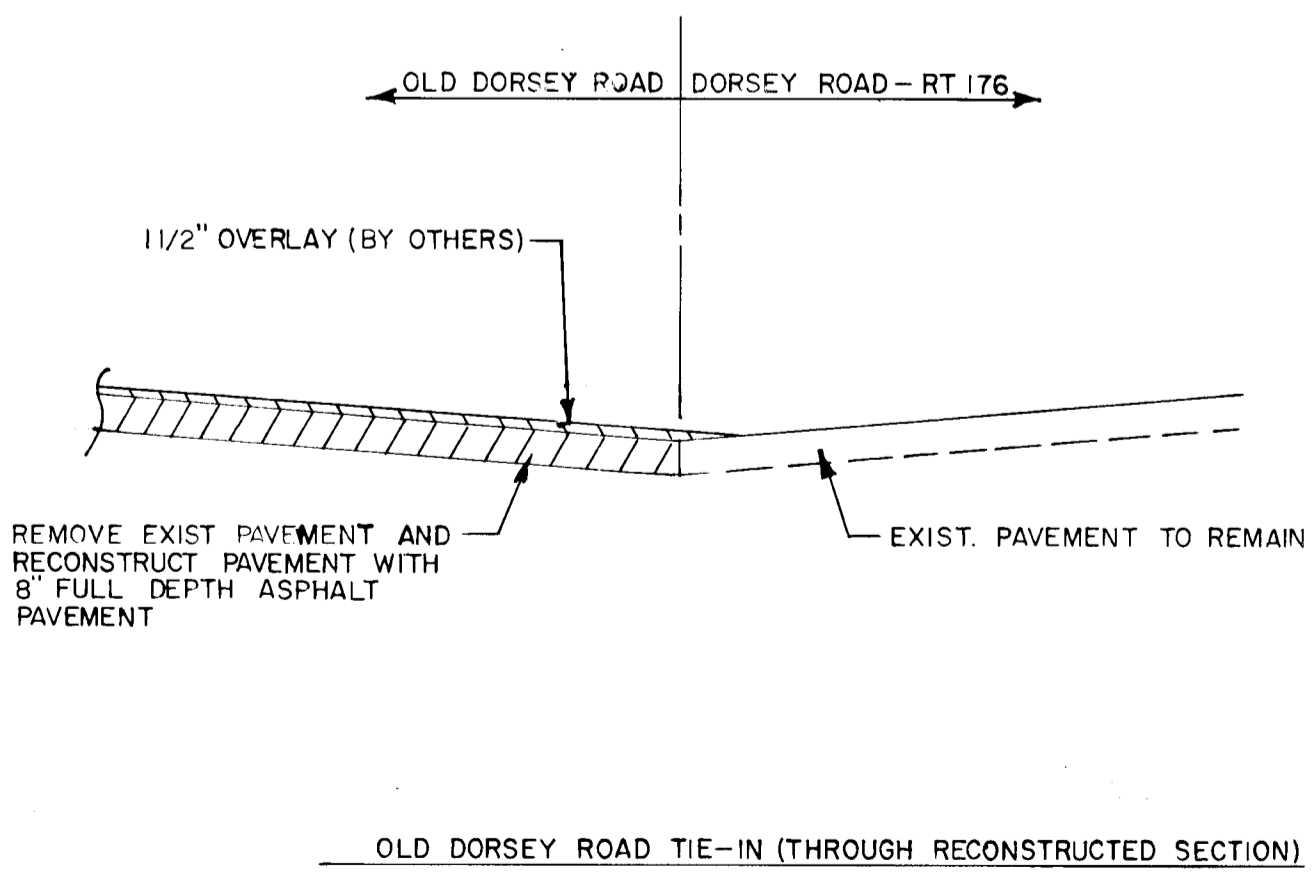 OLD DORSEY ROAD
DORSEY ROAD - RT 176
1 1/2" OVERLAY (BY OTHERS)
REMOVE EXIST PAVEMENT AND
RECONSTRUCT PAVEMENT WITH
8" FULL DEPTH ASPHALT
PAVEMENT
EXIST. PAVEMENT TO REMAIN
OLD DORSEY ROAD TIE-IN (THROUGH RECONSTRUCTED SECTION)